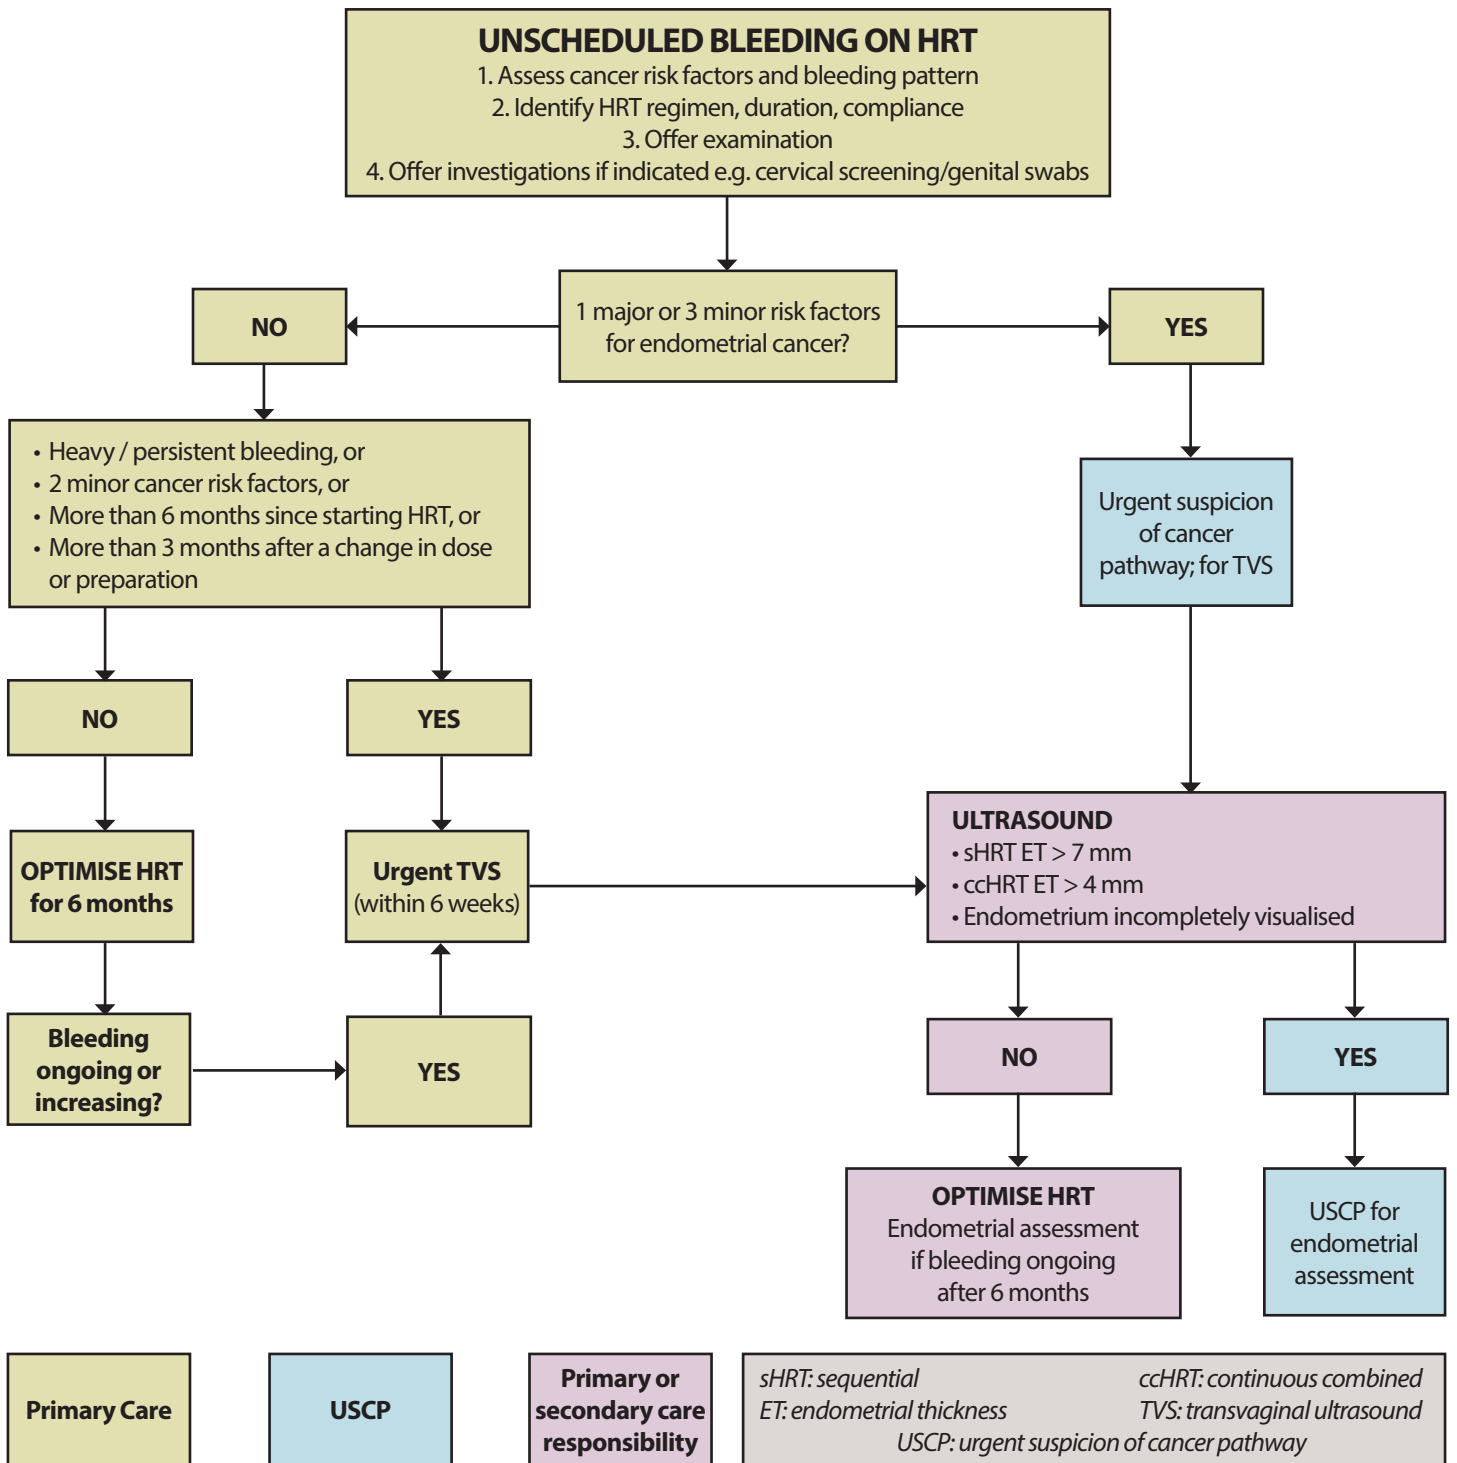 UNSCHEDULED BLEEDING ON HRT
1. Assess cancer risk factors and bleeding pattern
2. Identify HRT regimen, duration, compliance
3. Offer examination
4. Offer investigations if indicated e.g. cervical screening/genital swabs
NO
1 major or 3 minor risk factors
for endometrial cancer?
YES
• Heavy / persistent bleeding, or
• 2 minor cancer risk factors, or
• More than 6 months since starting HRT, or
• More than 3 months after a change in dose
or preparation
Urgent suspicion
of cancer
pathway; for TVS
NO
YES
OPTIMISE HRT
for 6 months
Urgent TVS
(within 6 weeks)
ULTRASOUND
• sHRT ET > 7 mm
• ccHRT ET > 4 mm
• Endometrium incompletely visualised
Bleeding
ongoing or
increasing?
YES
NO
YES
OPTIMISE HRT
Endometrial assessment
if bleeding ongoing
after 6 months
USCP for
endometrial
assessment
Primary Care
USCP
Primary or
secondary care
responsibility
sHRT: sequential
ccHRT: continuous combined
ET: endometrial thickness
TVS: transvaginal ultrasound
USCP: urgent suspicion of cancer pathway